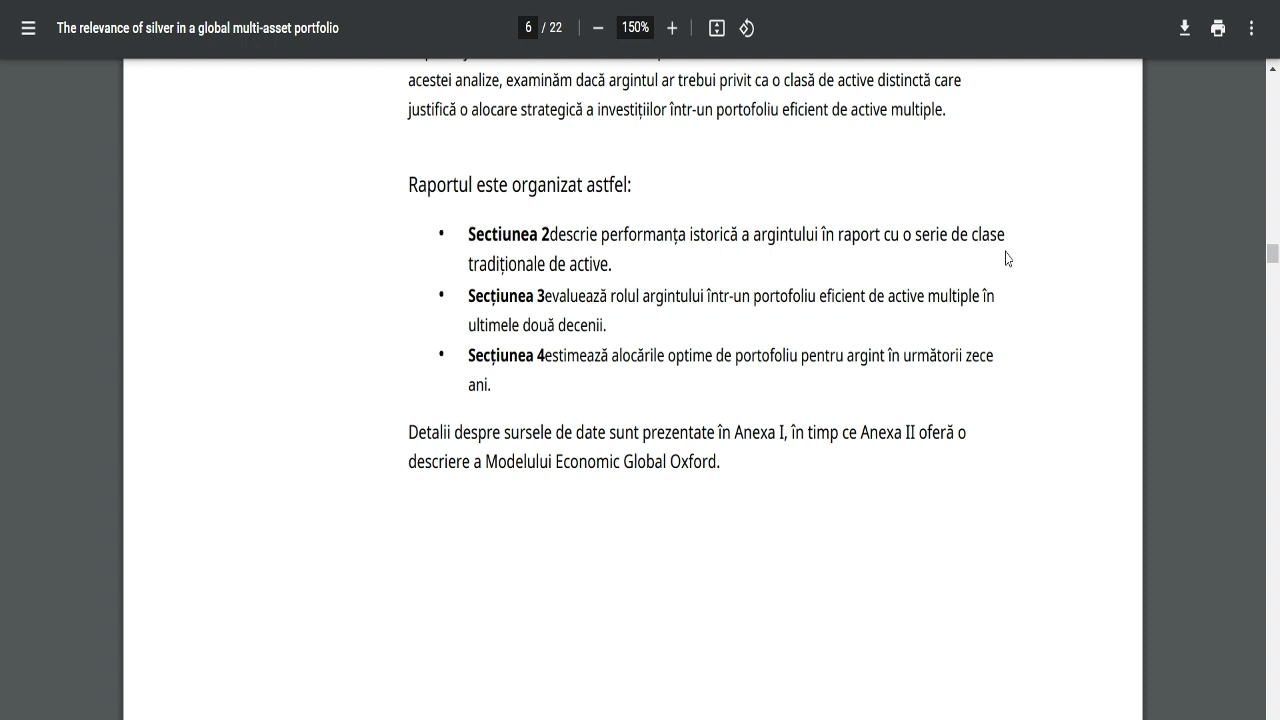 The relevance of silver in a global multi-asset portfolio
6 / 22
150%
acestei analize, examinăm dacă argintul ar trebui privit ca o clasă de active distinctă care
justifică o alocare strategică a investițiilor într-un portofoliu eficient de active multiple.
Raportul este organizat astfel:
• Sectiunea 2descrie performanța istorică a argintului în raport cu o serie de clase
tradiționale de active.
• Secțiunea 3evaluează rolul argintului într-un portofoliu eficient de active multiple în
ultimele două decenii.
• Secțiunea 4estimează alocările optime de portofoliu pentru argint în următorii zece
ani.
Detalii despre sursele de date sunt prezentate în Anexa I, în timp ce Anexa II oferă o
descriere a Modelului Economic Global Oxford.